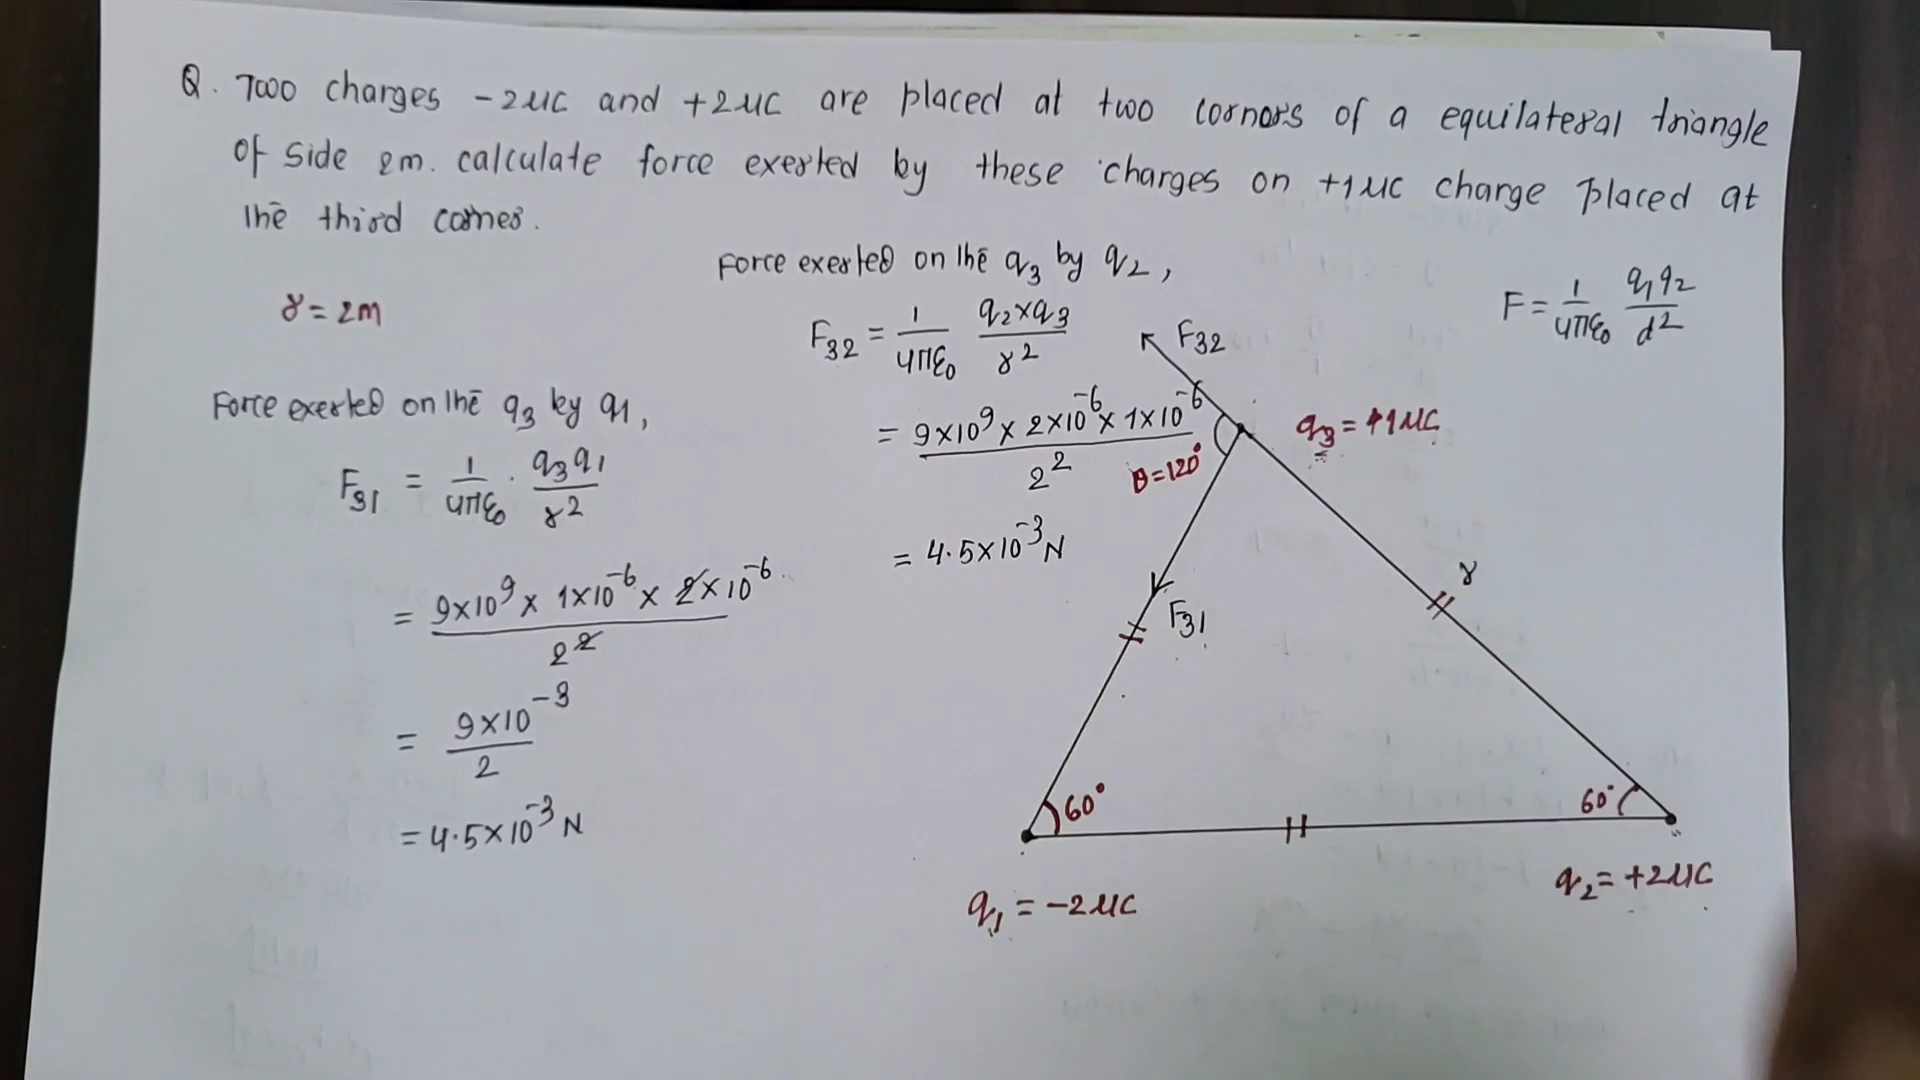 Q. Two charges -2μC and +2μC are placed at two corners of a equilateral triangle
of side 2m. calculate force exerted by these charges on +1μC charge placed at
the third corner.
r = 2m
Force exerted on the q₃ by q₁,
F₃₁ = 1/4πε₀ · q₃q₁/r²
= 9×10⁹ × 1×10⁻⁶ × 2×10⁻⁶ / 2²
= 9×10⁻³ / 2
= 4.5×10⁻³ N
Force exerted on the q₃ by q₂,
F₃₂ = 1/4πε₀ q₂×q₃/r²
= 9×10⁹ × 2×10⁻⁶ × 1×10⁻⁶ / 2²
= 4.5×10⁻³ N
F = 1/4πε₀ q₁q₂/d²
F₃₂
q₃ = +1μC
θ=120°
r
F₃₁
60°
60°
q₁ = -2μC
q₂ = +2μC